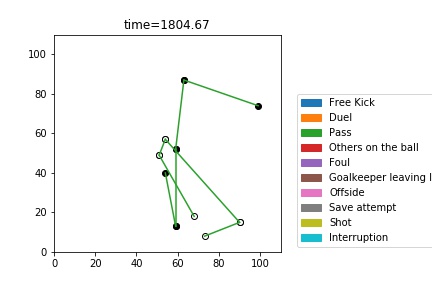 time=1804.67
100
80
60
40
20
0
0 20 40 60 80 100
Free Kick
Duel
Pass
Others on the ball
Foul
Goalkeeper leaving l
Offside
Save attempt
Shot
Interruption